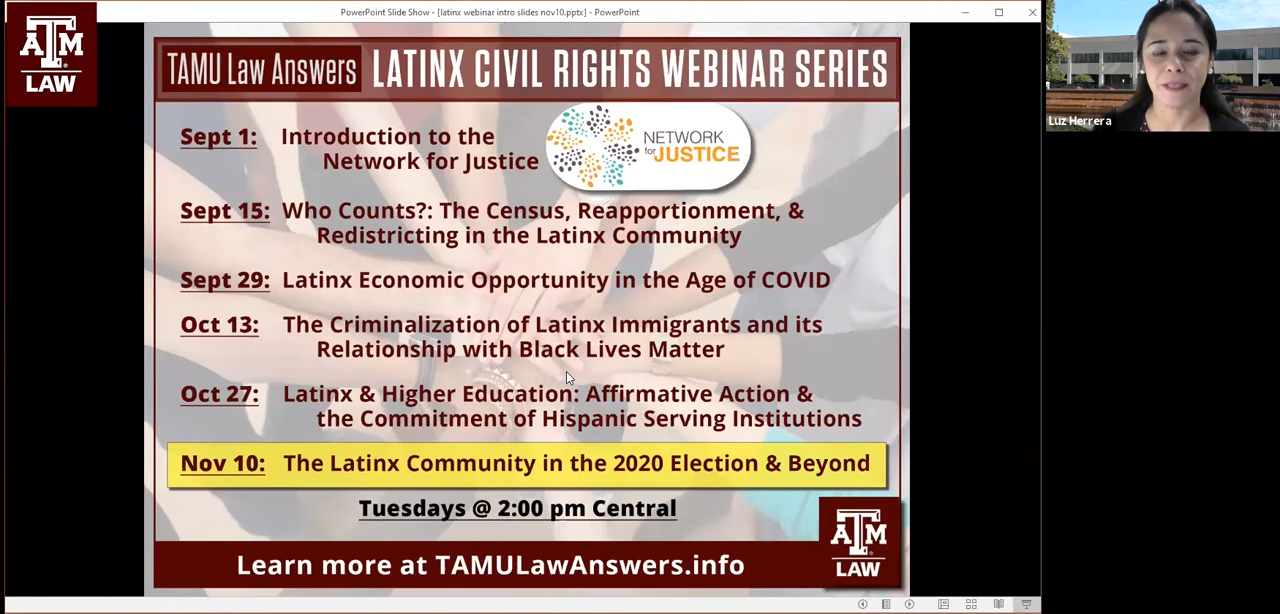 PowerPoint Slide Show - [latinx webinar intro slides nov10.pptx] - PowerPoint
ATM
LAW
TAMU Law Answers LATINX CIVIL RIGHTS WEBINAR SERIES
Luz Herrera
Sept 1: Introduction to the
Network for Justice
NETWORK
for JUSTICE
Sept 15: Who Counts?: The Census, Reapportionment, &
Redistricting in the Latinx Community
Sept 29: Latinx Economic Opportunity in the Age of COVID
Oct 13: The Criminalization of Latinx Immigrants and its
Relationship with Black Lives Matter
Oct 27: Latinx & Higher Education: Affirmative Action &
the Commitment of Hispanic Serving Institutions
Nov 10: The Latinx Community in the 2020 Election & Beyond
Tuesdays @ 2:00 pm Central
ATM
LAW
Learn more at TAMULawAnswers.info